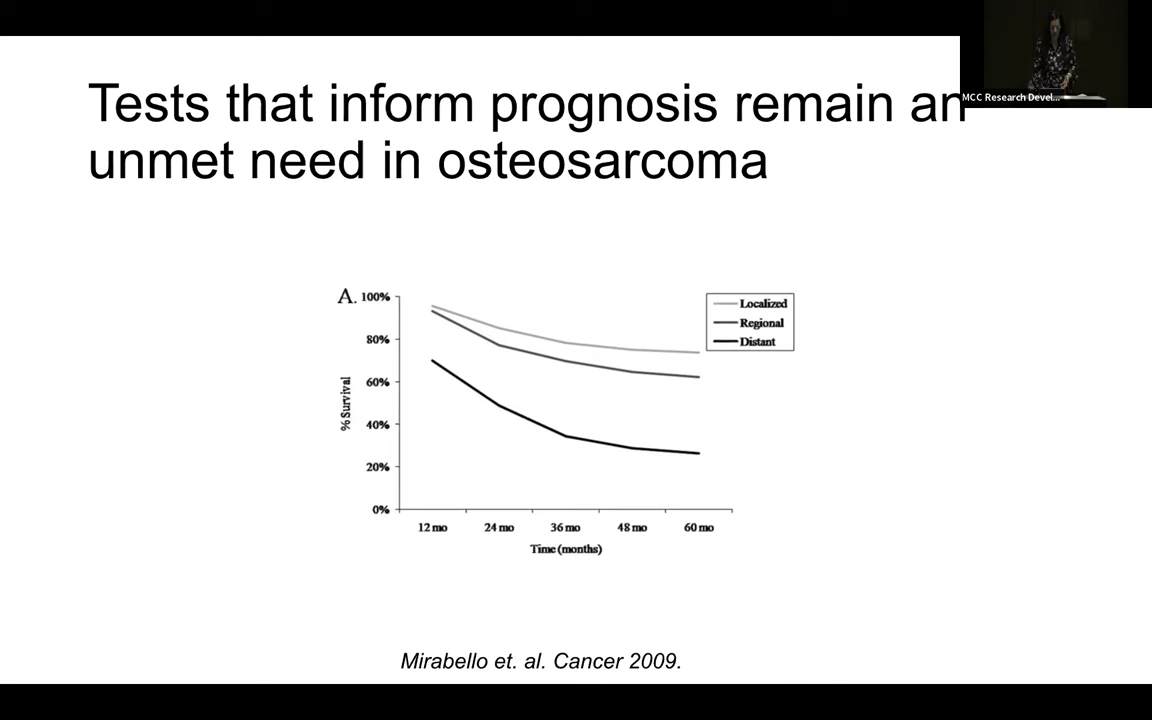 Tests that inform prognosis remain an
unmet need in osteosarcoma
MCC Research Devel...
A.
100%
80%
60%
40%
20%
0%
% Survival
12 mo
24 mo
36 mo
48 mo
60 mo
Time (months)
Localized
Regional
Distant
Mirabello et. al. Cancer 2009.